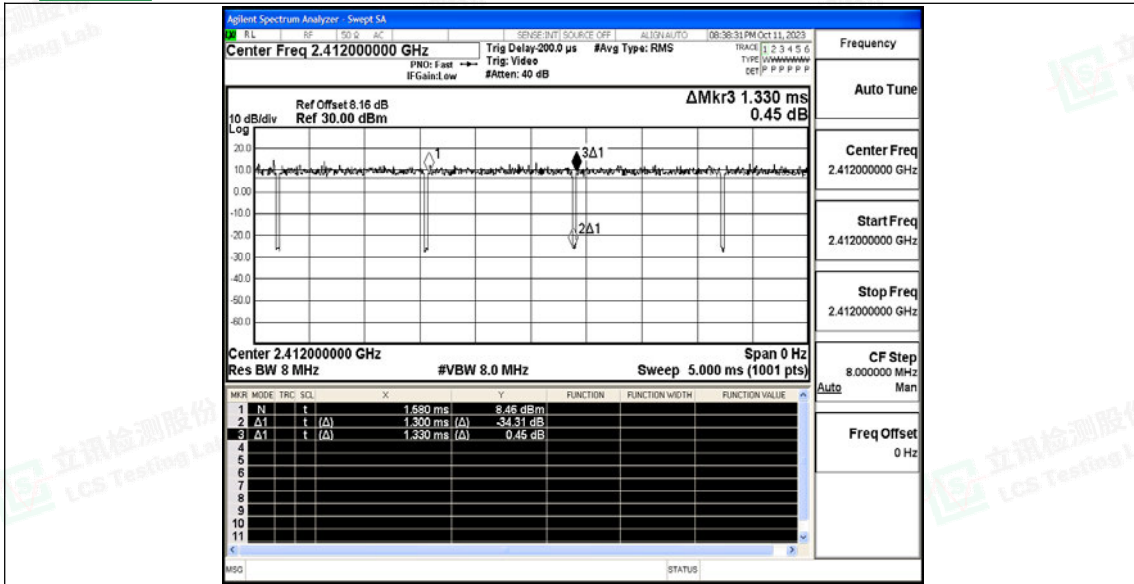 Agilent Spectrum Analyzer - Swept SA
RL RF 50 Ω AC SENSE:INT SOURCE OFF ALIGN AUTO 08:38:31 PM Oct 11, 2023
Center Freq 2.412000000 GHz Trig Delay-200.0 µs #Avg Type: RMS TRACE 1 2 3 4 5 6
PNO: Fast Trig: Video TYPE
IFGain:Low #Atten: 40 dB DET P P P P P P
ΔMkr3 1.330 ms
0.45 dB
Ref Offset 8.16 dB
10 dB/div Ref 30.00 dBm
Log
20.0
10.0
0.00
-10.0
-20.0
-30.0
-40.0
-50.0
-60.0
1
3Δ1
2Δ1
Center 2.412000000 GHz Span 0 Hz
Res BW 8 MHz #VBW 8.0 MHz Sweep 5.000 ms (1001 pts)
MKR MODE TRC SCL X Y FUNCTION FUNCTION WIDTH FUNCTION VALUE
1 N t 1.580 ms 8.46 dBm
2 Δ1 t (Δ) 1.300 ms (Δ) -34.31 dB
3 Δ1 t (Δ) 1.330 ms (Δ) 0.45 dB
4
5
6
7
8
9
10
11
MSG STATUS
Frequency
Auto Tune
Center Freq
2.412000000 GHz
Start Freq
2.412000000 GHz
Stop Freq
2.412000000 GHz
CF Step
8.000000 MHz
Auto Man
Freq Offset
0 Hz
立讯检测股份
LCS Testing Lab